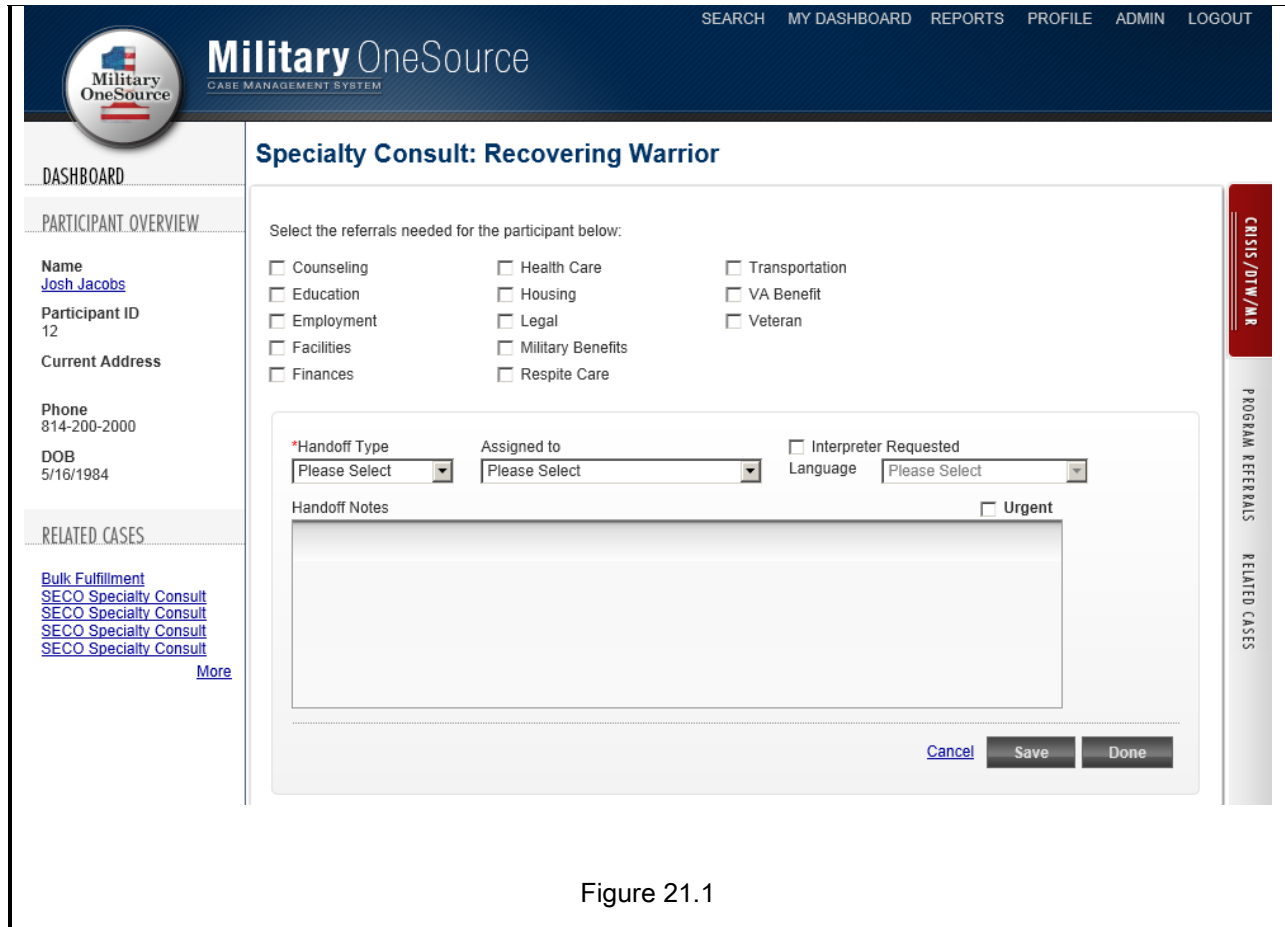 SEARCH MY DASHBOARD REPORTS PROFILE ADMIN LOGOUT
Military
OneSource
Military OneSource
CASE MANAGEMENT SYSTEM
DASHBOARD
PARTICIPANT OVERVIEW
Name
Josh Jacobs
Participant ID
12
Current Address
Phone
814-200-2000
DOB
5/16/1984
RELATED CASES
Bulk Fulfillment
SECO Specialty Consult
SECO Specialty Consult
SECO Specialty Consult
SECO Specialty Consult
More
Specialty Consult: Recovering Warrior
Select the referrals needed for the participant below:
Counseling Health Care Transportation
Education Housing VA Benefit
Employment Legal Veteran
Facilities Military Benefits
Finances Respite Care
*Handoff Type Assigned to Interpreter Requested
Please Select Please Select Language Please Select
Handoff Notes Urgent
Cancel Save Done
CRISIS/DTW/MR
PROGRAM REFERRALS
RELATED CASES
Figure 21.1